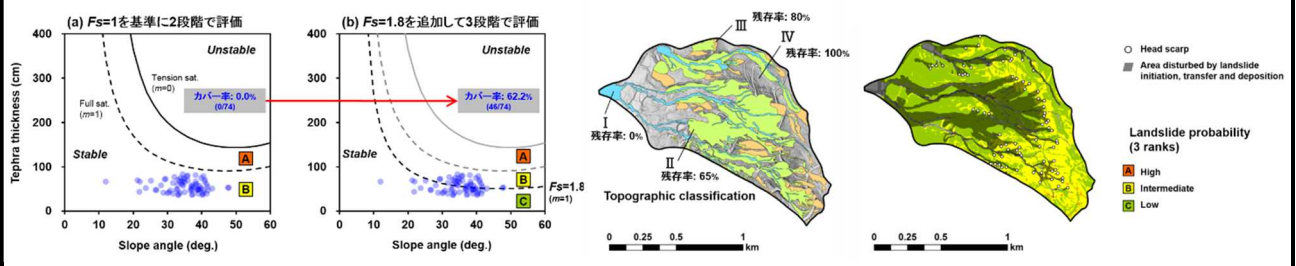 (a) Fs=1を基準に2段階で評価
400
300
200
100
0
Tephra thickness (cm)
Unstable
Tension sat.
(m=0)
Full sat.
(m=1)
カバー率: 0.0%
(0/74)
Stable
A
B
0 10 20 30 40 50 60
Slope angle (deg.)
(b) Fs=1.8を追加して3段階で評価
400
300
200
100
0
Unstable
カバー率: 62.2%
(46/74)
Stable
A
B
C
Fs=1.8
(m=1)
0 10 20 30 40 50 60
Slope angle (deg.)
III
残存率: 80%
IV
残存率: 100%
I
残存率: 0%
II
残存率: 65%
Topographic classification
0 0.25 0.5 1
km
0 0.25 0.5 1
km
Head scarp
Area disturbed by landslide
initiation, transfer and deposition
Landslide probability
(3 ranks)
A High
B Intermediate
C Low